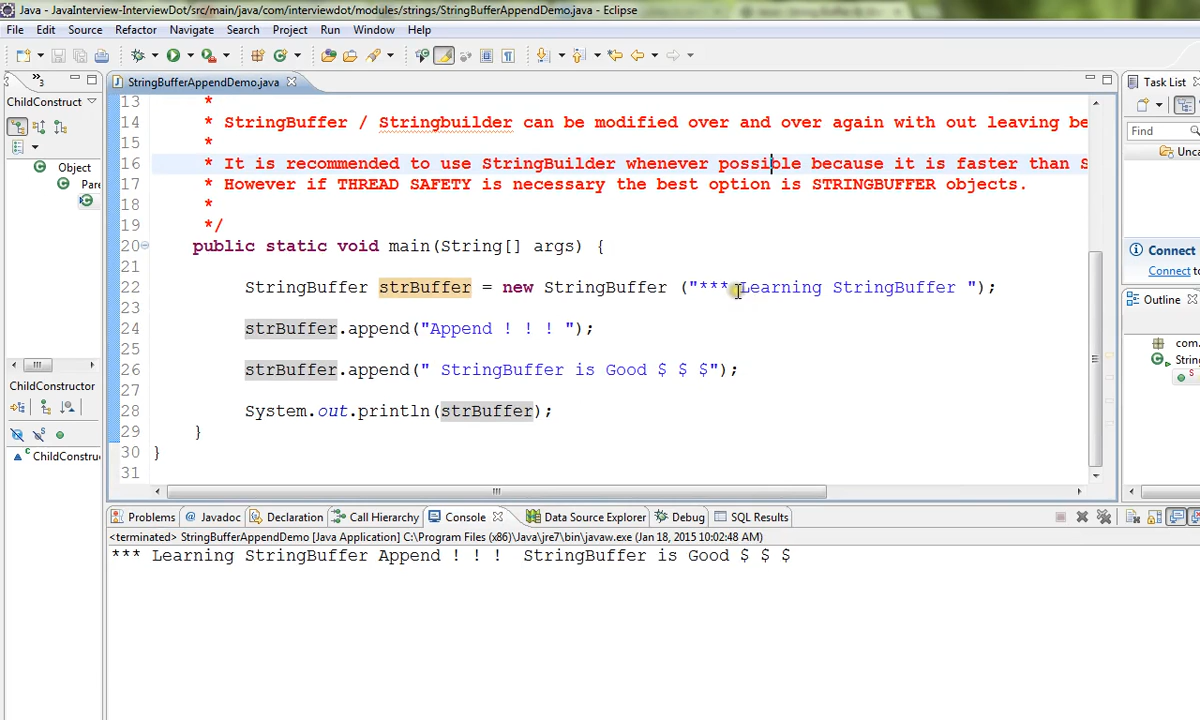 Java - JavaInterview-InterviewDot/src/main/java/com/interviewdot/modules/strings/StringBufferAppendDemo.java - Eclipse
File Edit Source Refactor Navigate Search Project Run Window Help
3
StringBufferAppendDemo.java
Task List
ChildConstruct
Find
Unca
Object
Pare
13 *
14 * StringBuffer / Stringbuilder can be modified over and over again with out leaving be
15 *
16 * It is recommended to use StringBuilder whenever possible because it is faster than S
17 * However if THREAD SAFETY is necessary the best option is STRINGBUFFER objects.
18 *
19 */
20 public static void main(String[] args) {
21
22 StringBuffer strBuffer = new StringBuffer ("*** Learning StringBuffer ");
23
24 strBuffer.append("Append ! ! ! ");
25
26 strBuffer.append(" StringBuffer is Good $ $ $");
27
28 System.out.println(strBuffer);
29 }
30 }
31
Connect
Connect to
Outline
com.
String
S
ChildConstructor
ChildConstru
Problems @ Javadoc Declaration Call Hierarchy Console Data Source Explorer Debug SQL Results
<terminated> StringBufferAppendDemo [Java Application] C:\Program Files (x86)\Java\jre7\bin\javaw.exe (Jan 18, 2015 10:02:48 AM)
*** Learning StringBuffer Append ! ! !  StringBuffer is Good $ $ $